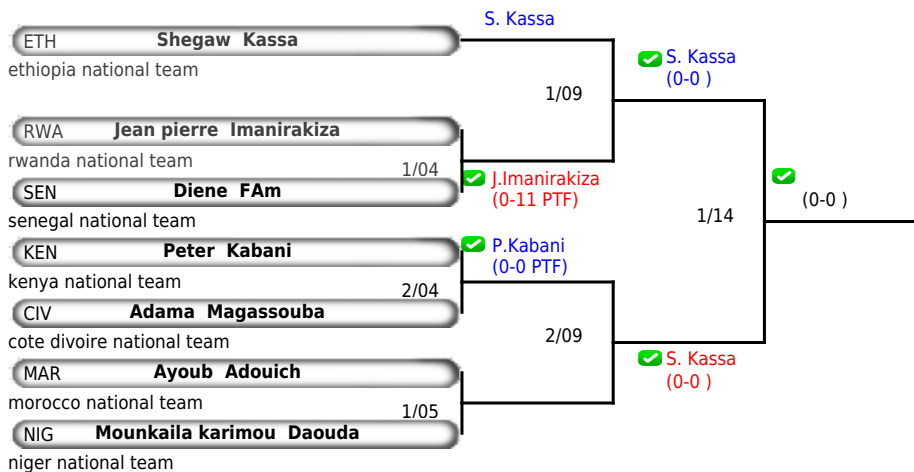 S. Kassa
ETH Shegaw Kassa
ethiopia national team
S. Kassa
(0-0 )
1/09
RWA Jean pierre Imanirakiza
rwanda national team
1/04
J.Imanirakiza
(0-11 PTF)
SEN Diene FAm
senegal national team
(0-0 )
1/14
KEN Peter Kabani
kenya national team
P.Kabani
(0-0 PTF)
2/04
CIV Adama Magassouba
cote divoire national team
2/09
S. Kassa
(0-0 )
MAR Ayoub Adouich
morocco national team
1/05
NIG Mounkaila karimou Daouda
niger national team